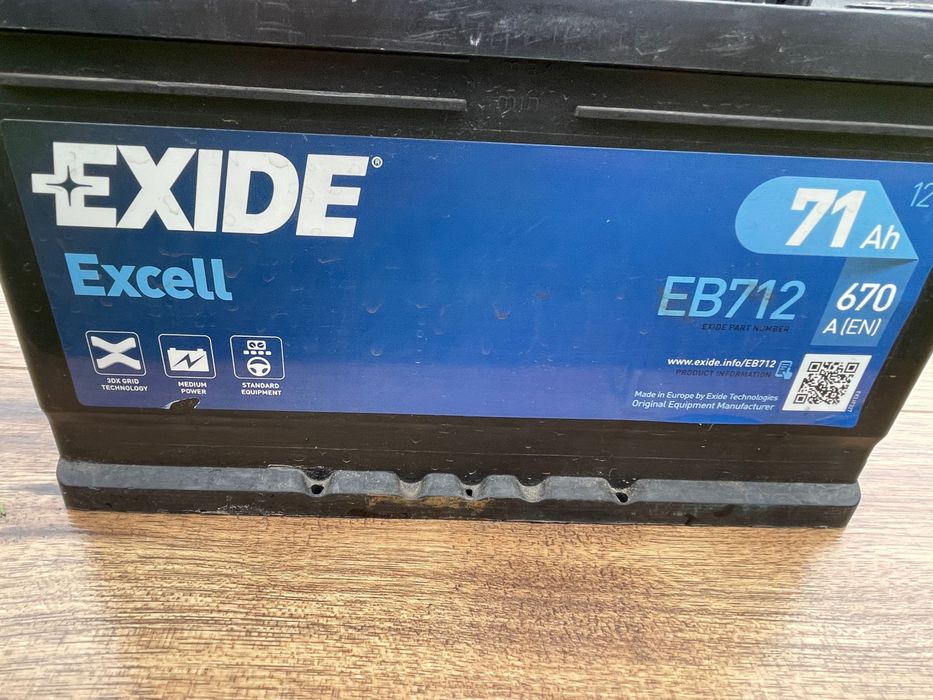 EXIDE®
Excell
3DX GRID
TECHNOLOGY
MEDIUM
POWER
STANDARD
EQUIPMENT
71 Ah
12
EB712
EXIDE PART NUMBER
670
A (EN)
www.exide.info/EB712
PRODUCT INFORMATION
Made in Europe by Exide Technologies
Original Equipment Manufacturer